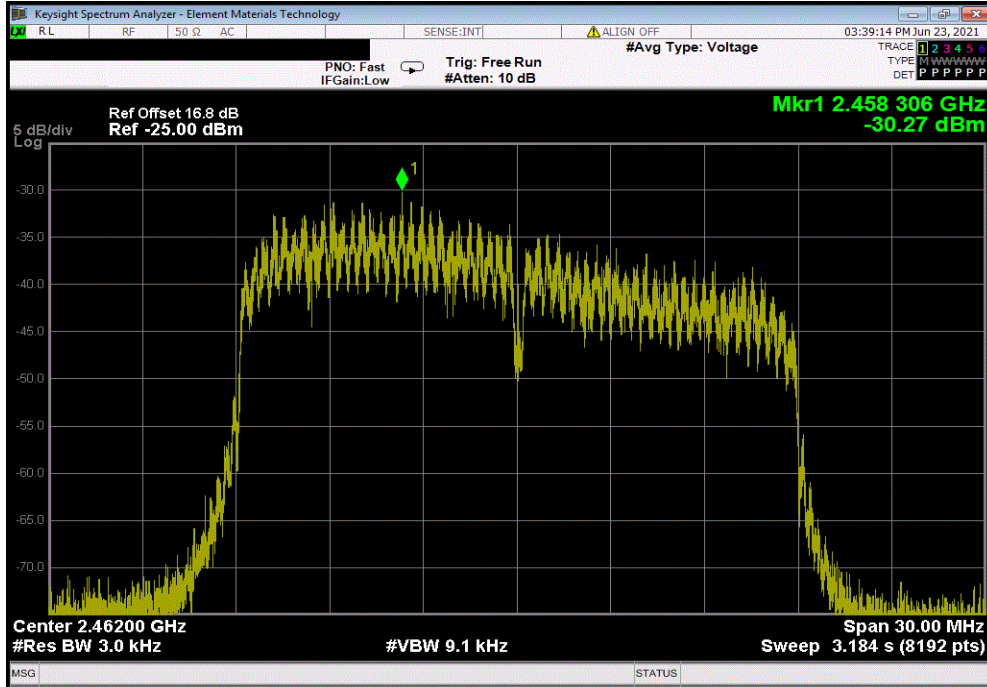 Keysight Spectrum Analyzer - Element Materials Technology
LXI RL RF 50 Ω AC SENSE:INT ALIGN OFF 03:39:14 PM Jun 23, 2021
#Avg Type: Voltage TRACE 1 2 3 4 5 6
PNO: Fast Trig: Free Run TYPE M WWWWW
IFGain:Low #Atten: 10 dB DET P P P P P P
Mkr1 2.458 306 GHz
-30.27 dBm
Ref Offset 16.8 dB
5 dB/div Ref -25.00 dBm
Log
1
-30.0
-35.0
-40.0
-45.0
-50.0
-55.0
-60.0
-65.0
-70.0
Center 2.46200 GHz Span 30.00 MHz
#Res BW 3.0 kHz #VBW 9.1 kHz Sweep 3.184 s (8192 pts)
MSG STATUS